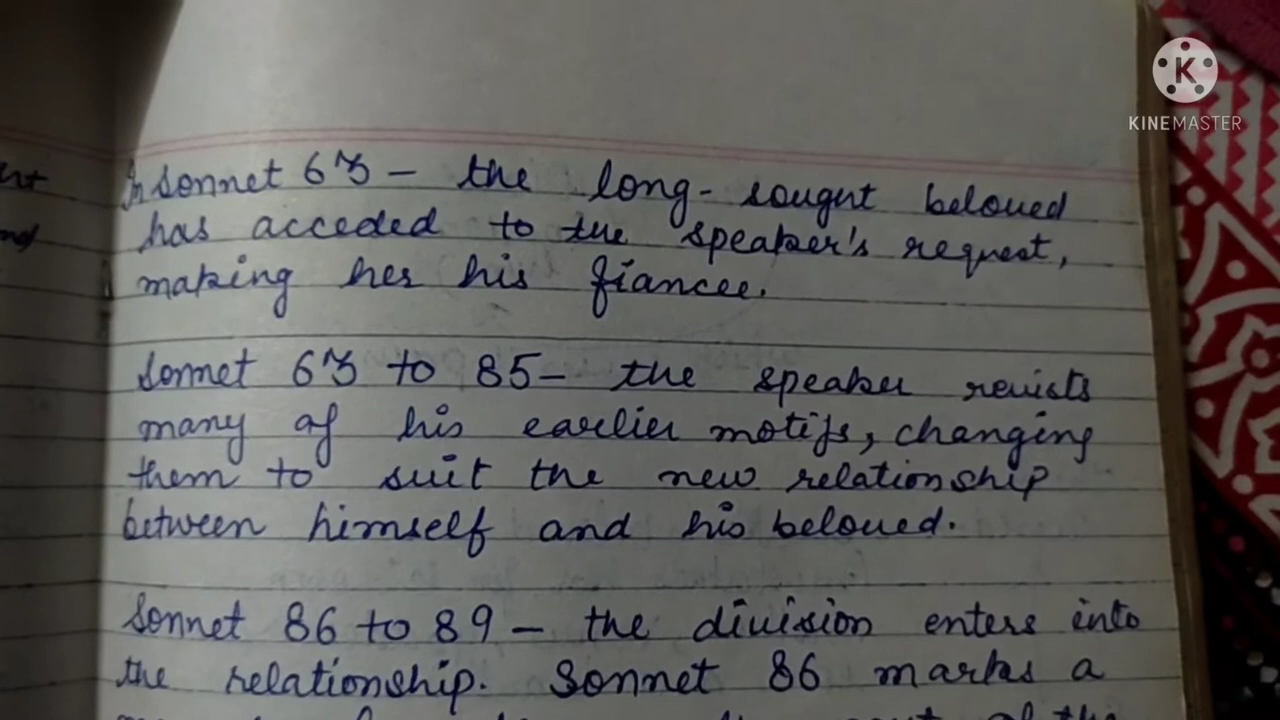 KINEMASTER
In Sonnet 63 - the long-sought beloved
has acceded to the speaker's request,
making her his fiancee.
Sonnet 63 to 85- the speaker revists
many of his earlier motifs, changing
them to suit the new relationship
between himself and his beloved.
Sonnet 86 to 89 - the division enters into
the relationship. Sonnet 86 marks a